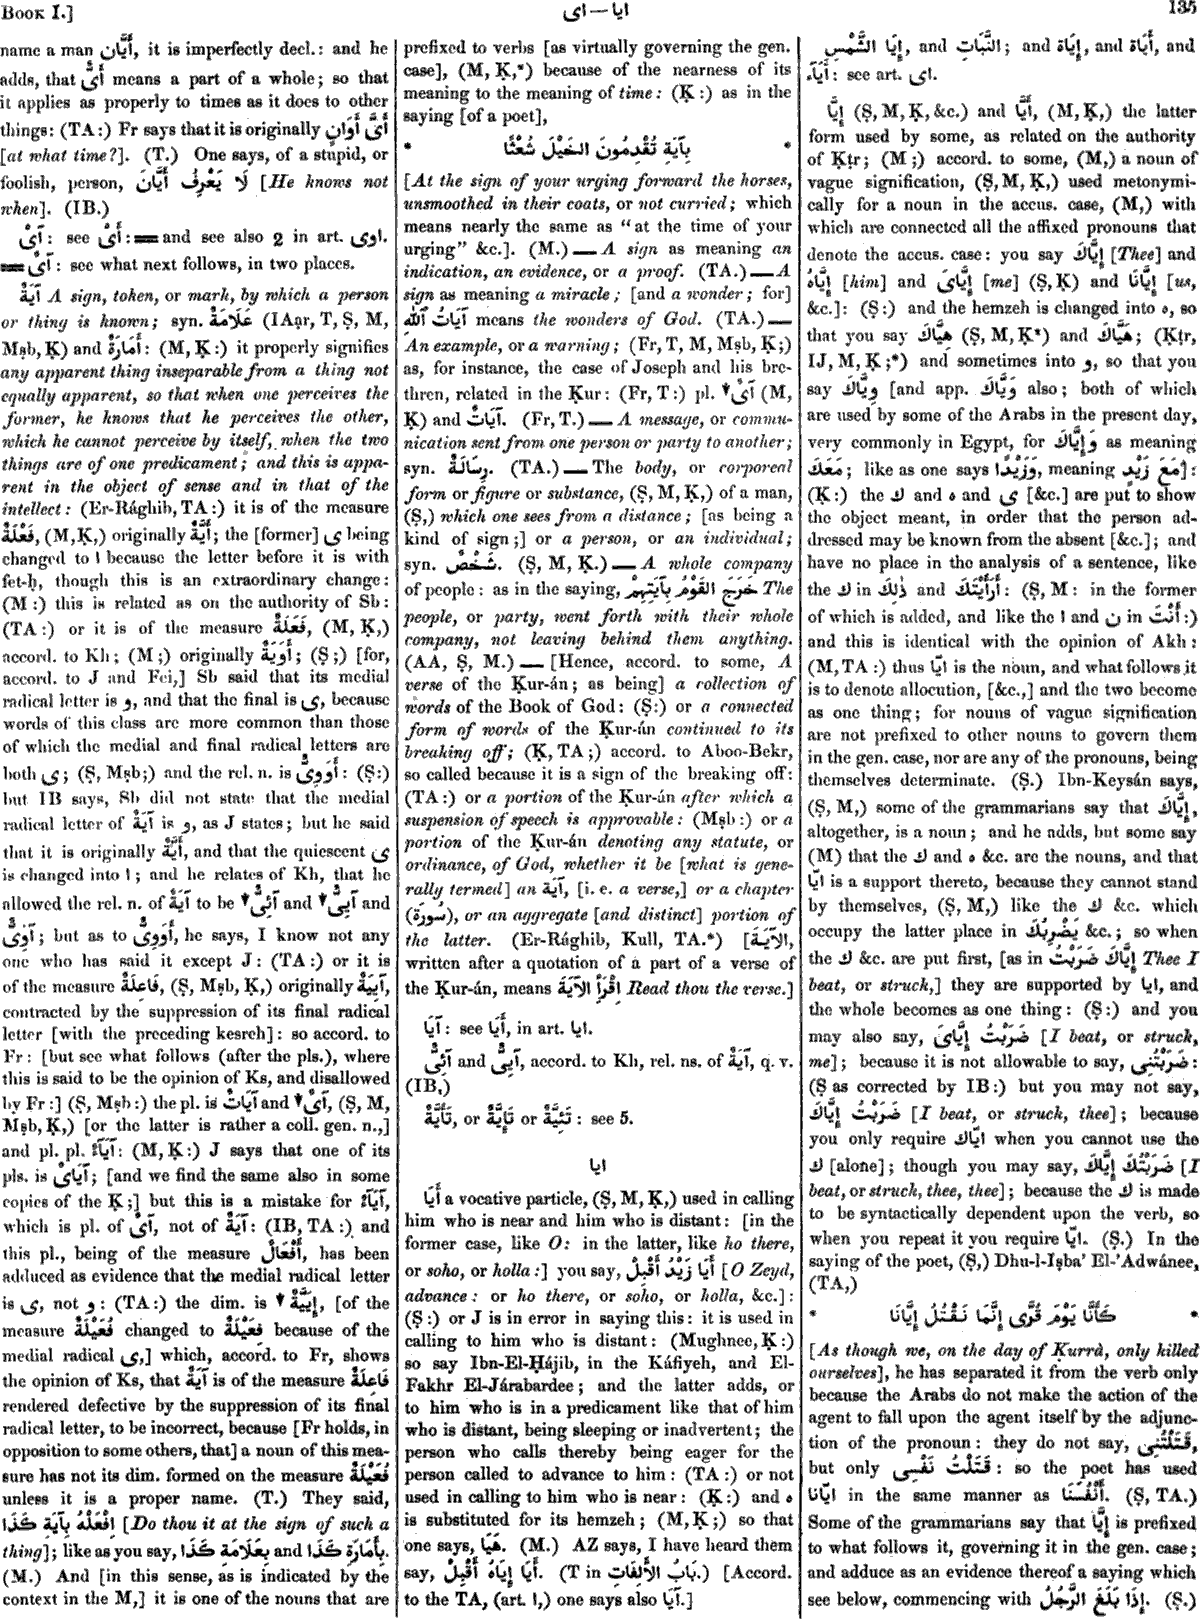 BOOK I.]
ايا — اى
135
name a man أَيَّان, it is imperfectly decl.: and he
adds, that أَىٌّ means a part of a whole; so that
it applies as properly to times as it does to other
things: (TA:) Fr says that it is originally أَىَّ أَوَانٍ
[at what time?]. (T.) One says, of a stupid, or
foolish, person, لَا يَعْرِفُ أَيَّانَ [He knows not
when]. (IB.)
آىٌ: see أَىٌّ: == and see also 2 in art. اوى.
== آىٌ: see what next follows, in two places.
آيَةٌ A sign, token, or mark, by which a person
or thing is known; syn. عَلَامَةٌ (IAạr, T, Ṣ, M,
Mṣb, Ḳ) and أَمَارَةٌ: (M, Ḳ:) it properly signifies
any apparent thing inseparable from a thing not
equally apparent, so that when one perceives the
former, he knows that he perceives the other,
which he cannot perceive by itself, when the two
things are of one predicament; and this is appa-
rent in the object of sense and in that of the
intellect: (Er-Rághib, TA:) it is of the measure
فَعْلَةٌ, (M, Ḳ,) originally أَيَّةٌ; the [former] ى being
changed to ا because the letter before it is with
fet-ḥ, though this is an extraordinary change:
(M:) this is related as on the authority of Sb:
(TA:) or it is of the measure فَعَلَةٌ, (M, Ḳ,)
accord. to Kh; (M;) originally أَوَيَةٌ; (Ṣ;) [for,
accord. to J and Fei,] Sb said that its medial
radical letter is و, and that the final is ى, because
words of this class are more common than those
of which the medial and final radical letters are
both ى; (Ṣ, Mṣb;) and the rel. n. is أَوَوِىٌّ: (Ṣ:)
but IB says, Sb did not state that the medial
radical letter of آيَةٌ is و, as J states; but he said
that it is originally أَيَّةٌ, and that the quiescent ى
is changed into ا; and he relates of Kh, that he
allowed the rel. n. of آيَةٌ to be آئِىٌّ and آيِىٌّ and
آوِىٌّ; but as to أَوَوِىٌّ, he says, I know not any
one who has said it except J: (TA:) or it is
of the measure فَاعِلَةٌ, (Ṣ, Mṣb, Ḳ,) originally آيِيَةٌ,
contracted by the suppression of its final radical
letter [with the preceding kesreh]: so accord. to
Fr: [but see what follows (after the pls.), where
this is said to be the opinion of Ks, and disallowed
by Fr:] (Ṣ, Mṣb:) the pl. is آيَاتٌ and آىٌ, (Ṣ, M,
Mṣb, Ḳ,) [or the latter is rather a coll. gen. n.,]
and pl. pl. آيَآءٌ: (M, Ḳ:) J says that one of its
pls. is آيَاىٌ; [and we find the same also in some
copies of the Ḳ;] but this is a mistake for آيَآءٌ,
which is pl. of آىٌ, not of آيَةٌ: (IB, TA:) and
this pl., being of the measure أَفْعَالٌ, has been
adduced as evidence that the medial radical letter
is ى, not و: (TA:) the dim. is إِيَيَّةٌ, [of the
measure فُعَيْلَةٌ changed to فِعَيْلَةٌ because of the
medial radical ى,] which, accord. to Fr, shows
the opinion of Ks, that آيَةٌ is of the measure فَاعِلَةٌ
rendered defective by the suppression of its final
radical letter, to be incorrect, because [Fr holds, in
opposition to some others, that] a noun of this mea-
sure has not its dim. formed on the measure فُعَيْلَةٌ
unless it is a proper name. (T.) They said,
اِفْعَلْهُ بِآيَةِ كَذَا [Do thou it at the sign of such a
thing]; like as you say, بِعَلَامَةِ كَذَا and بِأَمَارَةِ كَذَا.
(M.) And [in this sense, as is indicated by the
context in the M,] it is one of the nouns that are
prefixed to verbs [as virtually governing the gen.
case], (M, Ḳ,*) because of the nearness of its
meaning to the meaning of time: (Ḳ:) as in the
saying [of a poet],
* بِآيَةِ تُقْدِمُونَ الخَيْلَ شُعْثًا *
[At the sign of your urging forward the horses,
unsmoothed in their coats, or not curried; which
means nearly the same as "at the time of your
urging" &c.]. (M.) — A sign as meaning an
indication, an evidence, or a proof. (TA.) — A
sign as meaning a miracle; [and a wonder; for]
آيَاتُ ٱللّٰهِ means the wonders of God. (TA.) —
An example, or a warning; (Fr, T, M, Mṣb, Ḳ;)
as, for instance, the case of Joseph and his bre-
thren, related in the Ḳur: (Fr, T:) pl. آىٌ (M,
Ḳ) and آيَاتٌ. (Fr, T.) — A message, or commu-
nication sent from one person or party to another;
syn. رِسَالَةٌ. (TA.) — The body, or corporeal
form or figure or substance, (Ṣ, M, Ḳ,) of a man,
(Ṣ,) which one sees from a distance; [as being a
kind of sign;] or a person, or an individual;
syn. شَخْصٌ. (Ṣ, M, Ḳ.) — A whole company
of people: as in the saying, خَرَجَ القَوْمُ بِآيَتِهِمْ The
people, or party, went forth with their whole
company, not leaving behind them anything.
(AA, Ṣ, M.) — [Hence, accord. to some, A
verse of the Ḳur-án; as being] a collection of
words of the Book of God: (Ṣ:) or a connected
form of words of the Ḳur-án continued to its
breaking off; (Ḳ, TA;) accord. to Aboo-Bekr,
so called because it is a sign of the breaking off:
(TA:) or a portion of the Ḳur-án after which a
suspension of speech is approvable: (Mṣb:) or a
portion of the Ḳur-án denoting any statute, or
ordinance, of God, whether it be [what is gene-
rally termed] an آيَة, [i. e. a verse,] or a chapter
(سُورَة), or an aggregate [and distinct] portion of
the latter. (Er-Rághib, Kull, TA.*) [الآيَةَ,
written after a quotation of a part of a verse of
the Ḳur-án, means اِقْرَأِ الآيَةَ Read thou the verse.]
آيَا: see أَيَا, in art. ايا.
آيِىٌّ and آئِىٌّ, accord. to Kh, rel. ns. of آيَةٌ, q. v.
(IB,)
تَأْيَّةٌ, or تَإِيَّةٌ or تَئِيَّةٌ: see 5.
ايا
أَيَا a vocative particle, (Ṣ, M, Ḳ,) used in calling
him who is near and him who is distant: [in the
former case, like O: in the latter, like ho there,
or soho, or holla:] you say, أَيَا زَيْدُ أَقْبِلْ [O Zeyd,
advance: or ho there, or soho, or holla, &c.]:
(Ṣ:) or J is in error in saying this: it is used in
calling to him who is distant: (Mughnee, Ḳ:)
so say Ibn-El-Ḥájib, in the Káfiyeh, and El-
Fakhr El-Járabardee; and the latter adds, or
to him who is in a predicament like that of him
who is distant, being sleeping or inadvertent; the
person who calls thereby being eager for the
person called to advance to him: (TA:) or not
used in calling to him who is near: (Ḳ:) and ه
is substituted for its hemzeh; (M, Ḳ;) so that
one says, هَيَا. (M.) AZ says, I have heard them
say, أَيَا إِيَاهُ أَقْبِلْ. (T in بَابُ الأَلِفَاتِ.) [Accord.
to the TA, (art. ا,) one says also آيَا.]
إِيَا الشَّمْسِ, and النَّبَاتِ; and إِيَاة, and أَيَاة, and
أَيَآء: see art. اى.
إِيَّا (Ṣ, M, Ḳ, &c.) and أَيَّا, (M, Ḳ,) the latter
form used by some, as related on the authority
of Ḳṭr; (M;) accord. to some, (M,) a noun of
vague signification, (Ṣ, M, Ḳ,) used metonymi-
cally for a noun in the accus. case, (M,) with
which are connected all the affixed pronouns that
denote the accus. case: you say إِيَّاكَ [Thee] and
إِيَّاهُ [him] and إِيَّاىَ [me] (Ṣ, Ḳ) and إِيَّانَا [us,
&c.]: (Ṣ:) and the hemzeh is changed into ه, so
that you say هِيَّاكَ (Ṣ, M, Ḳ*) and هَيَّاكَ; (Ḳṭr,
IJ, M, Ḳ;*) and sometimes into و, so that you
say وِيَّاكَ [and app. وَيَّاكَ also; both of which
are used by some of the Arabs in the present day,
very commonly in Egypt, for وَإِيَّاكَ as meaning
مَعَكَ; like as one says وَزَيْدًا, meaning مَعَ زَيْدٍ]:
(Ḳ:) the ك and ه and ى [&c.] are put to show
the object meant, in order that the person ad-
dressed may be known from the absent [&c.]; and
have no place in the analysis of a sentence, like
the ك in ذٰلِكَ and أَرَأَيْتَكَ: (Ṣ, M: in the former
of which is added, and like the ا and ن in أَنْتَ:)
and this is identical with the opinion of Akh:
(M, TA:) thus ايّا is the noun, and what follows it
is to denote allocution, [&c.,] and the two become
as one thing; for nouns of vague signification
are not prefixed to other nouns to govern them
in the gen. case, nor are any of the pronouns, being
themselves determinate. (Ṣ.) Ibn-Keysán says,
(Ṣ, M,) some of the grammarians say that إِيَّاكَ,
altogether, is a noun; and he adds, but some say
(M) that the ك and ه &c. are the nouns, and that
ايّا is a support thereto, because they cannot stand
by themselves, (Ṣ, M,) like the ك &c. which
occupy the latter place in يَضْرِبُكَ &c.; so when
the ك &c. are put first, [as in إِيَّاكَ ضَرَبْتُ Thee I
beat, or struck,] they are supported by ايا, and
the whole becomes as one thing: (Ṣ:) and you
may also say, ضَرَبْتُ إِيَّاىَ [I beat, or struck,
me]; because it is not allowable to say, ضَرَبْتُنِى:
(Ṣ as corrected by IB:) but you may not say,
ضَرَبْتُ إِيَّاكَ [I beat, or struck, thee]; because
you only require ايّاك when you cannot use the
ك [alone]; though you may say, ضَرَبْتُكَ إِيَّاكَ [I
beat, or struck, thee, thee]; because the ك is made
to be syntactically dependent upon the verb, so
when you repeat it you require إِيَّا. (Ṣ.) In the
saying of the poet, (Ṣ,) Dhu-l-Iṣba' El-'Adwánee,
(TA,)
* كَأَنَّا يَوْمَ قُرَّى إِنَّمَا نَقْتُلُ إِيَّانَا *
[As though we, on the day of Ḳurrà, only killed
ourselves], he has separated it from the verb only
because the Arabs do not make the action of the
agent to fall upon the agent itself by the adjunc-
tion of the pronoun: they do not say, قَتَلْتُنِى,
but only قَتَلْتُ نَفْسِى: so the poet has used
ايّانا in the same manner as أَنْفُسَنَا. (Ṣ, TA.)
Some of the grammarians say that إِيَّا is prefixed
to what follows it, governing it in the gen. case;
and adduce as an evidence thereof a saying which
see below, commencing with إِذَا بَلَغَ الرَّجُلُ. (Ṣ.)